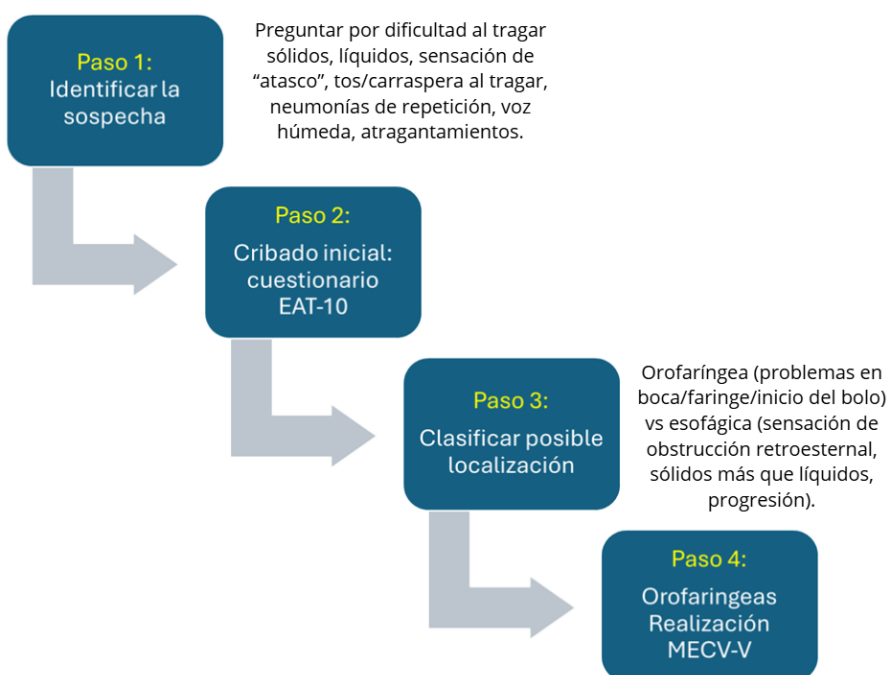 Paso 1:
Identificar la
sospecha
Preguntar por dificultad al tragar
sólidos, líquidos, sensación de
“atasco”, tos/carraspera al tragar,
neumonías de repetición, voz
húmeda, atragantamientos.
Paso 2:
Cribado inicial:
cuestionario
EAT-10
Paso 3:
Clasificar posible
localización
Orofaríngea (problemas en
boca/faringe/inicio del bolo)
vs esofágica (sensación de
obstrucción retroesternal,
sólidos más que líquidos,
progresión).
Paso 4:
Orofaringeas
Realización
MECV-V